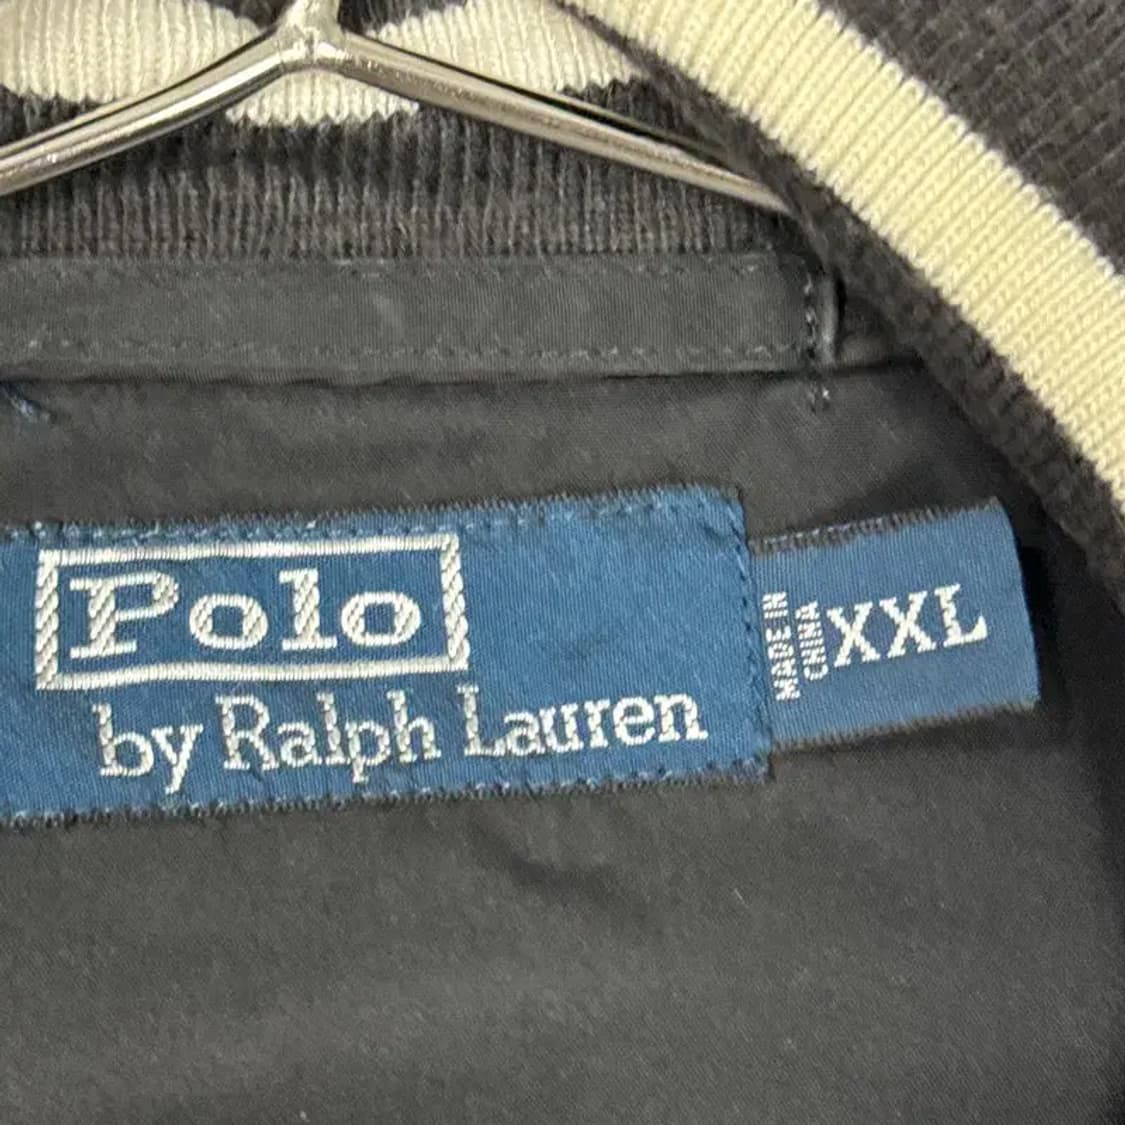 Polo
by Ralph Lauren
MADE IN
CHINA
XXL